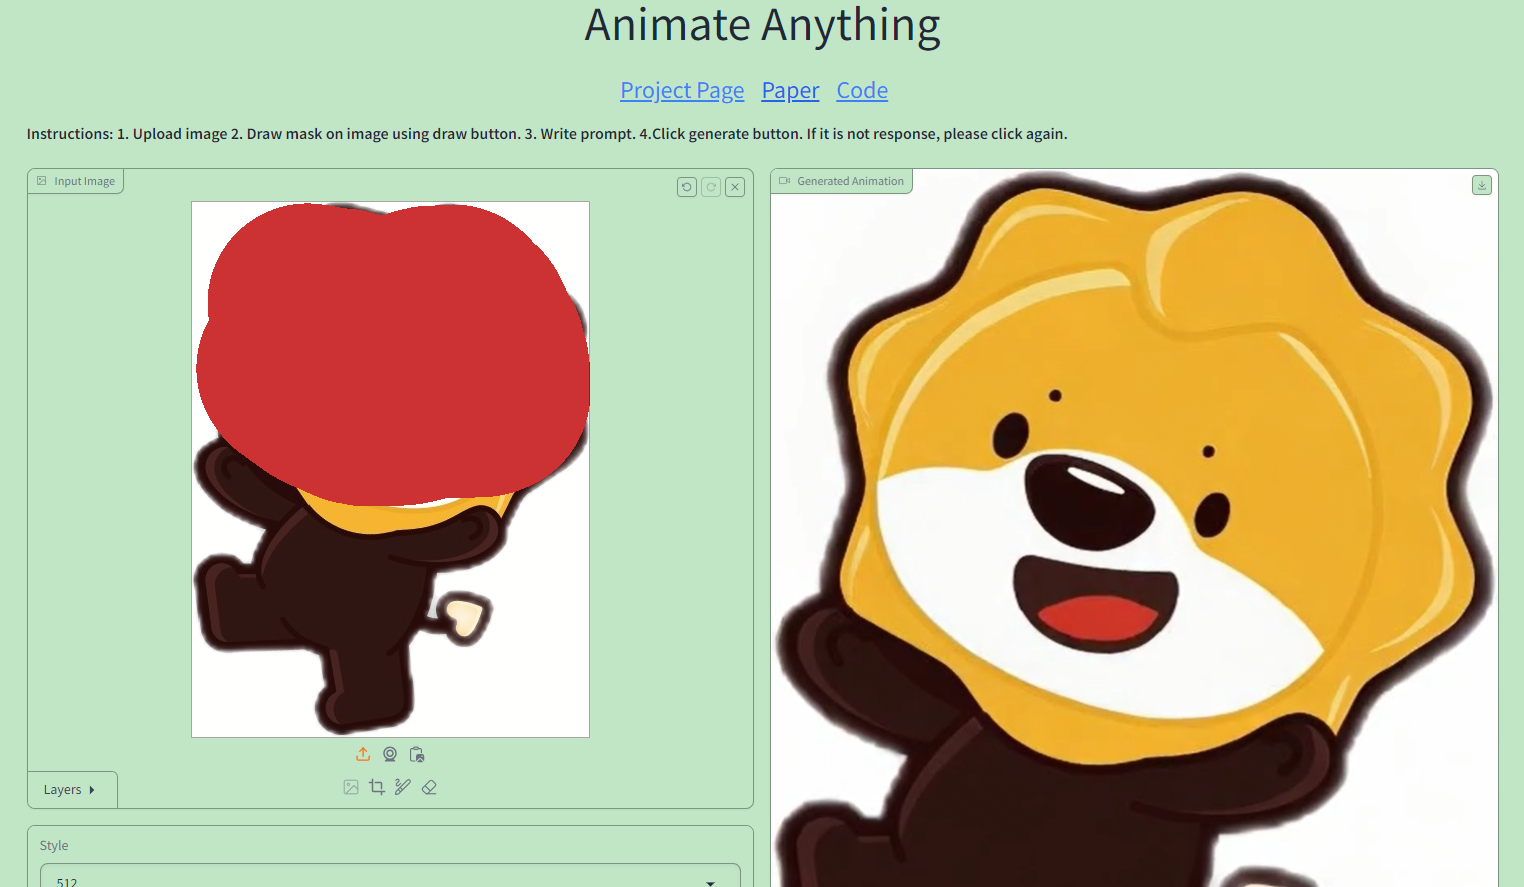 Animate Anything
Project Page Paper Code
Instructions: 1. Upload image 2. Draw mask on image using draw button. 3. Write prompt. 4.Click generate button. If it is not response, please click again.
Input Image
Generated Animation
Layers
Style
512